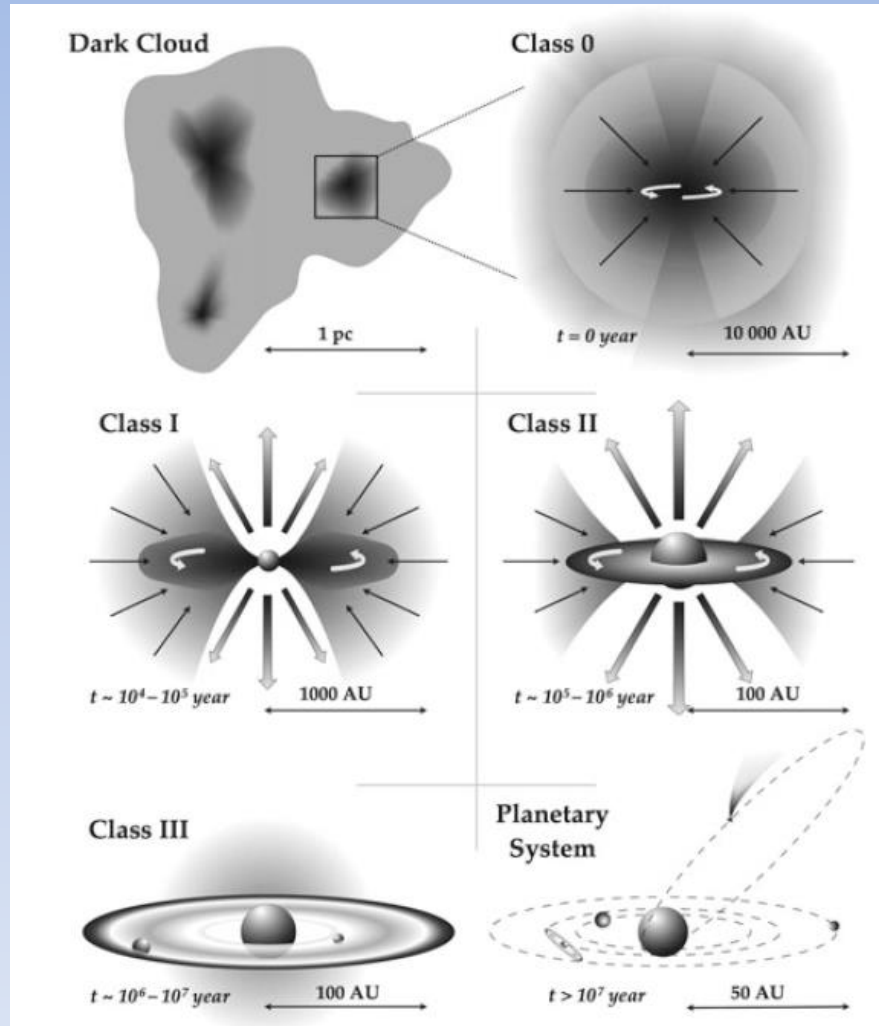 Dark Cloud
Class 0
1 pc
t = 0 year
10 000 AU
Class I
Class II
t ~ 10⁴ – 10⁵ year
1000 AU
t ~ 10⁵ – 10⁶ year
100 AU
Class III
Planetary
System
t ~ 10⁶ – 10⁷ year
100 AU
t > 10⁷ year
50 AU